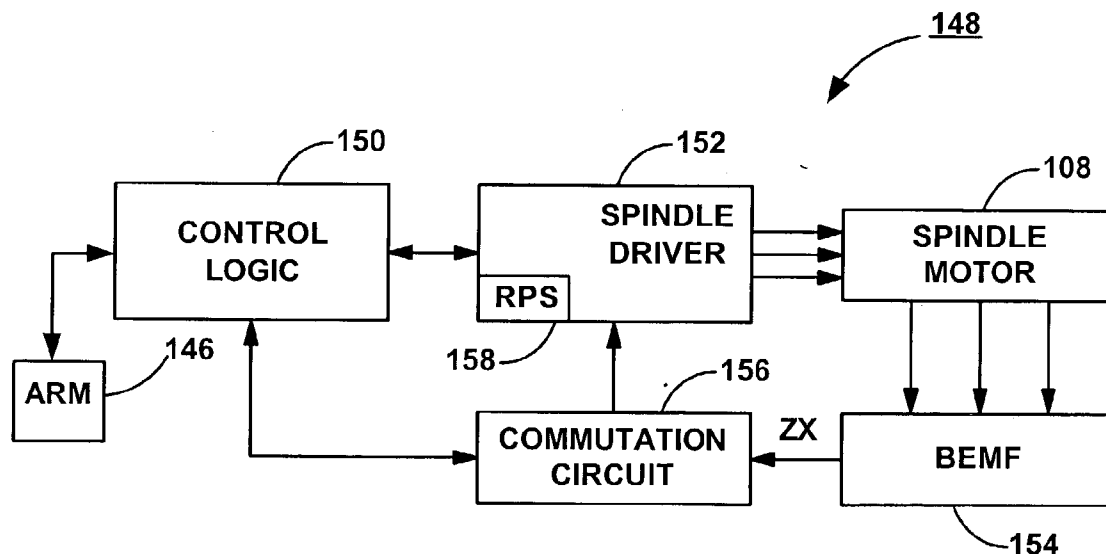 148
150
152
108
CONTROL
LOGIC
SPINDLE
DRIVER
SPINDLE
MOTOR
RPS
146
158
156
ARM
COMMUTATION
CIRCUIT
ZX
BEMF
154